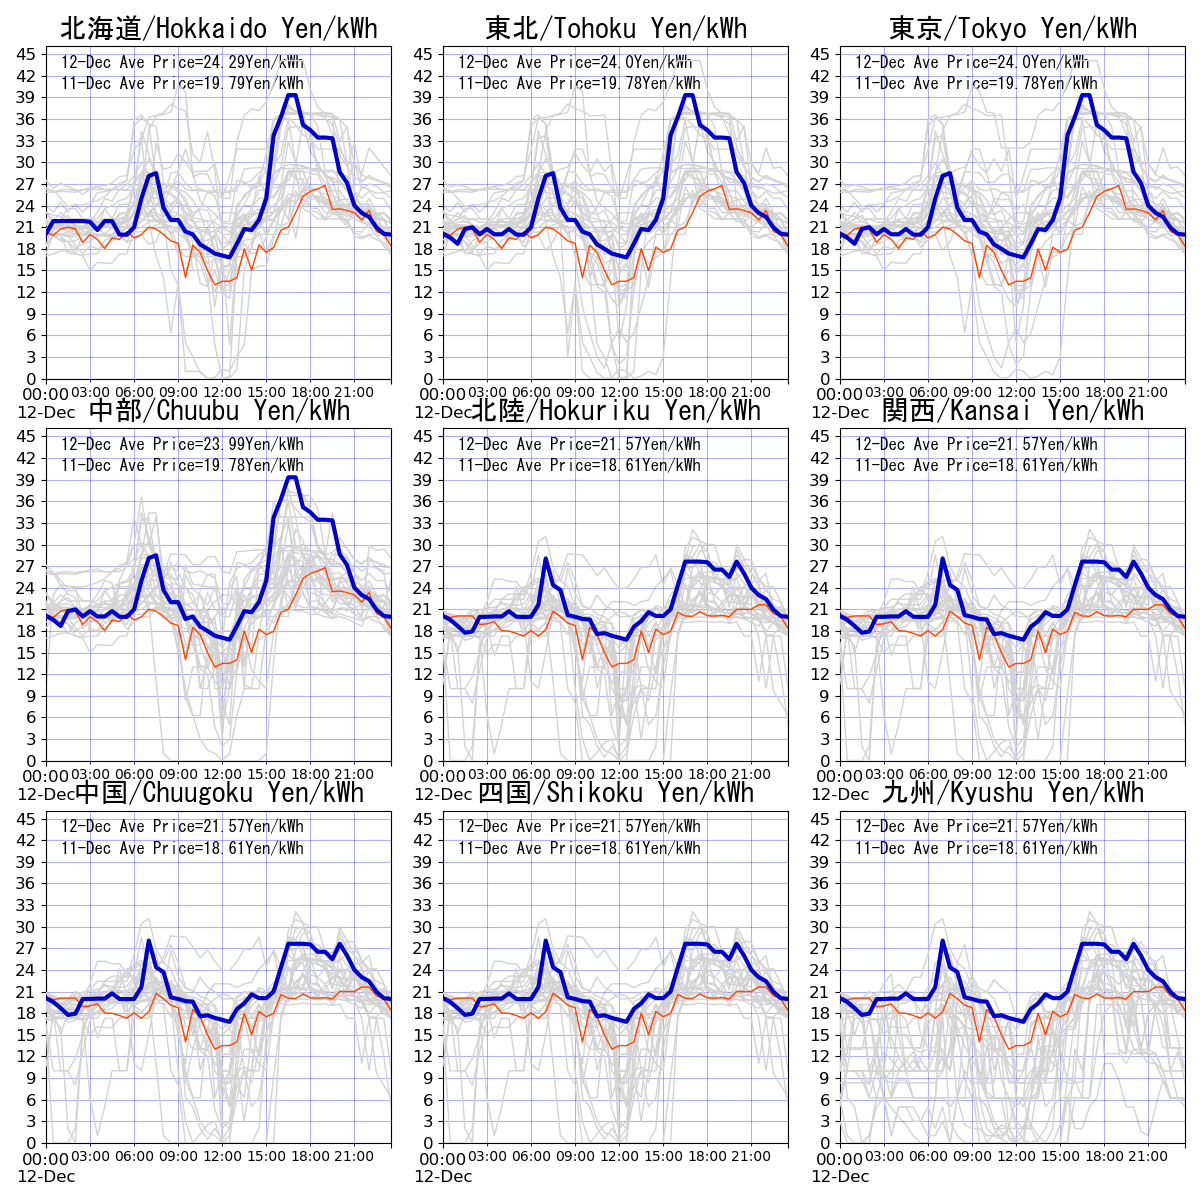 北海道/Hokkaido Yen/kWh
東北/Tohoku Yen/kWh
東京/Tokyo Yen/kWh
12-Dec Ave Price=24.29Yen/kWh
11-Dec Ave Price=19.79Yen/kWh
12-Dec Ave Price=24.0Yen/kWh
11-Dec Ave Price=19.78Yen/kWh
12-Dec Ave Price=24.0Yen/kWh
11-Dec Ave Price=19.78Yen/kWh
45 45 45
42 42 42
39 39 39
36 36 36
33 33 33
30 30 30
27 27 27
24 24 24
21 21 21
18 18 18
15 15 15
12 12 12
9 9 9
6 6 6
3 3 3
0 0 0
00:00 03:00 06:00 09:00 12:00 15:00 18:00 21:00
12-Dec
00:00 03:00 06:00 09:00 12:00 15:00 18:00 21:00
12-Dec
00:00 03:00 06:00 09:00 12:00 15:00 18:00 21:00
12-Dec
中部/Chuubu Yen/kWh
北陸/Hokuriku Yen/kWh
関西/Kansai Yen/kWh
12-Dec Ave Price=23.99Yen/kWh
11-Dec Ave Price=19.78Yen/kWh
12-Dec Ave Price=21.57Yen/kWh
11-Dec Ave Price=18.61Yen/kWh
12-Dec Ave Price=21.57Yen/kWh
11-Dec Ave Price=18.61Yen/kWh
45 45 45
42 42 42
39 39 39
36 36 36
33 33 33
30 30 30
27 27 27
24 24 24
21 21 21
18 18 18
15 15 15
12 12 12
9 9 9
6 6 6
3 3 3
0 0 0
00:00 03:00 06:00 09:00 12:00 15:00 18:00 21:00
12-Dec
00:00 03:00 06:00 09:00 12:00 15:00 18:00 21:00
12-Dec
00:00 03:00 06:00 09:00 12:00 15:00 18:00 21:00
12-Dec
中国/Chuugoku Yen/kWh
四国/Shikoku Yen/kWh
九州/Kyushu Yen/kWh
12-Dec Ave Price=21.57Yen/kWh
11-Dec Ave Price=18.61Yen/kWh
12-Dec Ave Price=21.57Yen/kWh
11-Dec Ave Price=18.61Yen/kWh
12-Dec Ave Price=21.57Yen/kWh
11-Dec Ave Price=18.61Yen/kWh
45 45 45
42 42 42
39 39 39
36 36 36
33 33 33
30 30 30
27 27 27
24 24 24
21 21 21
18 18 18
15 15 15
12 12 12
9 9 9
6 6 6
3 3 3
0 0 0
00:00 03:00 06:00 09:00 12:00 15:00 18:00 21:00
12-Dec
00:00 03:00 06:00 09:00 12:00 15:00 18:00 21:00
12-Dec
00:00 03:00 06:00 09:00 12:00 15:00 18:00 21:00
12-Dec